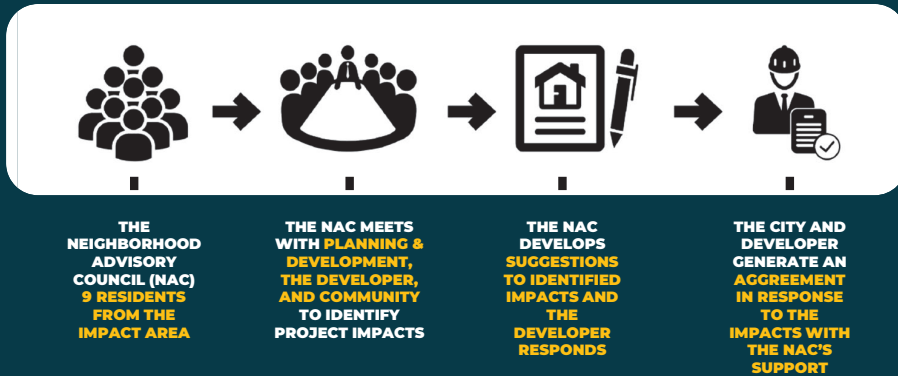 THE
NEIGHBORHOOD
ADVISORY
COUNCIL (NAC)
9 RESIDENTS
FROM THE
IMPACT AREA
THE NAC MEETS
WITH PLANNING &
DEVELOPMENT,
THE DEVELOPER,
AND COMMUNITY
TO IDENTIFY
PROJECT IMPACTS
THE NAC
DEVELOPS
SUGGESTIONS
TO IDENTIFIED
IMPACTS AND
THE
DEVELOPER
RESPONDS
THE CITY AND
DEVELOPER
GENERATE AN
AGGREEMENT
IN RESPONSE
TO THE
IMPACTS WITH
THE NAC'S
SUPPORT